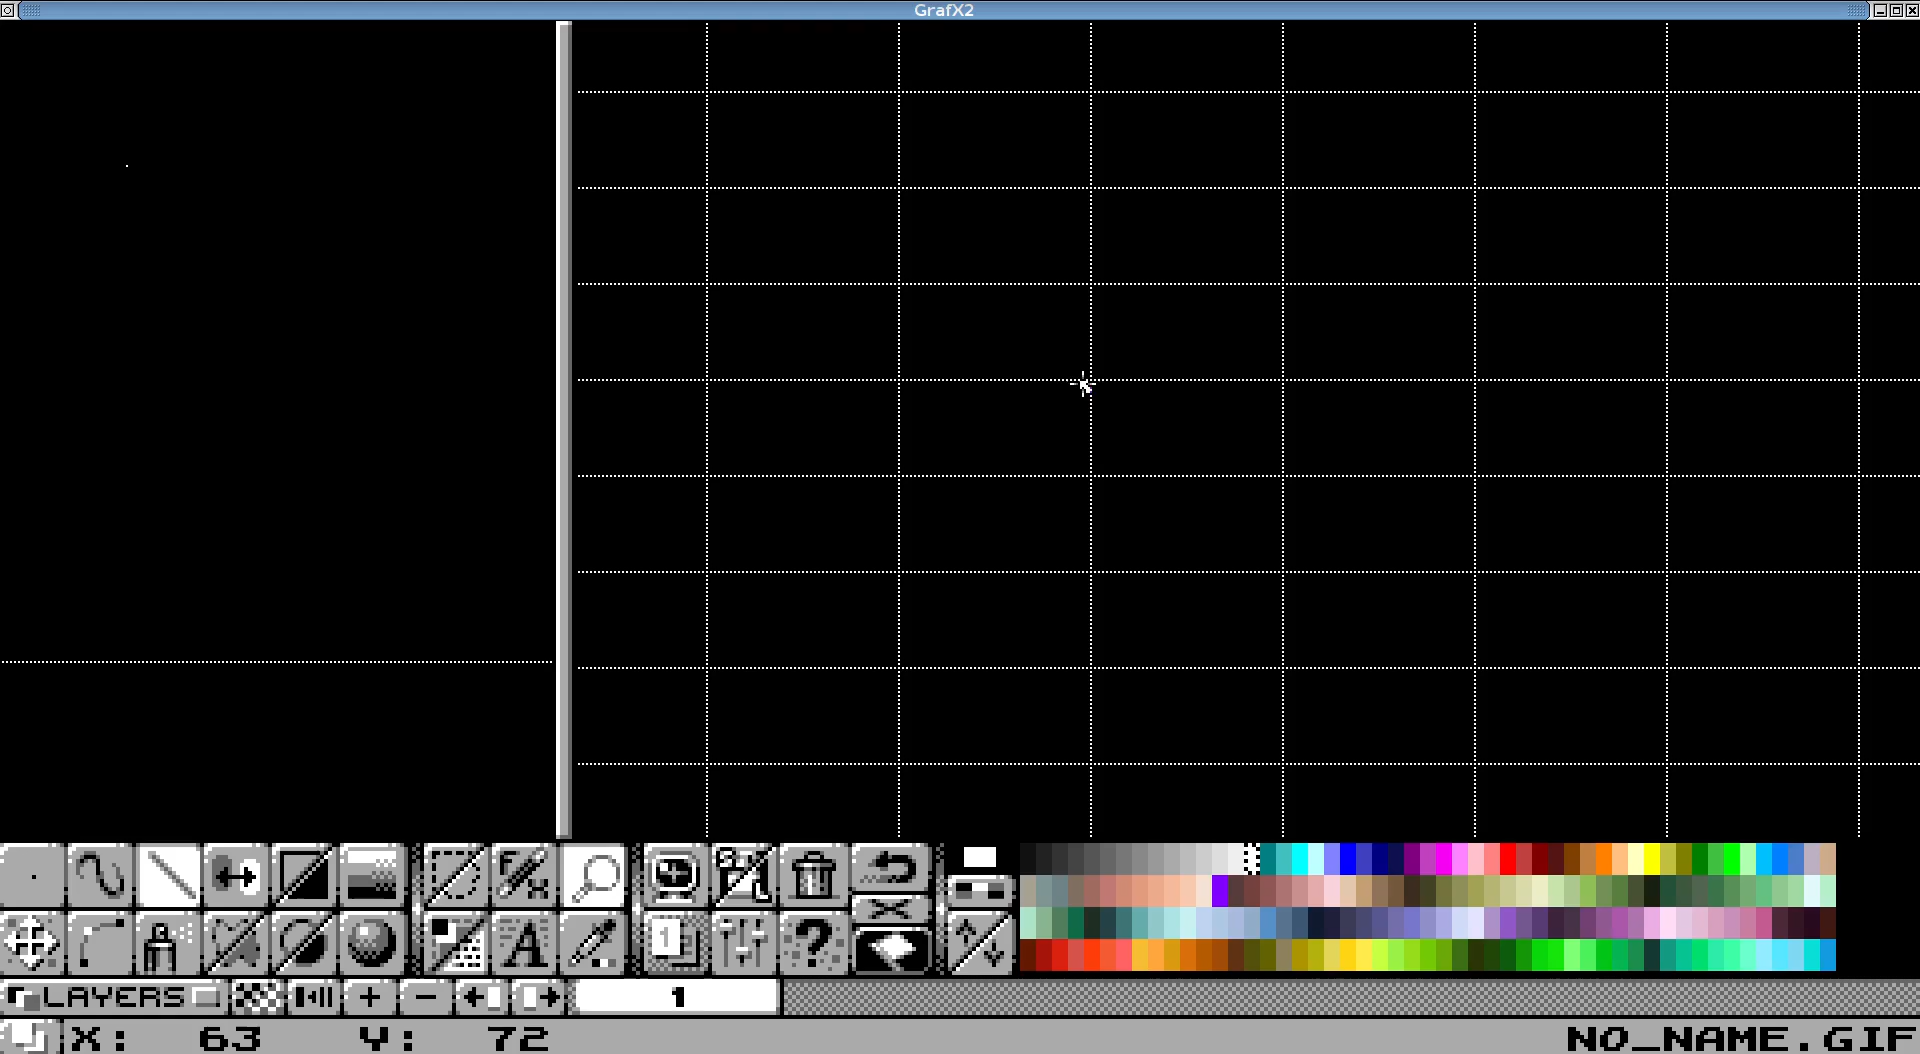 GrafX2
LAYERS
1
X: 63 Y: 72
NO_NAME.GIF